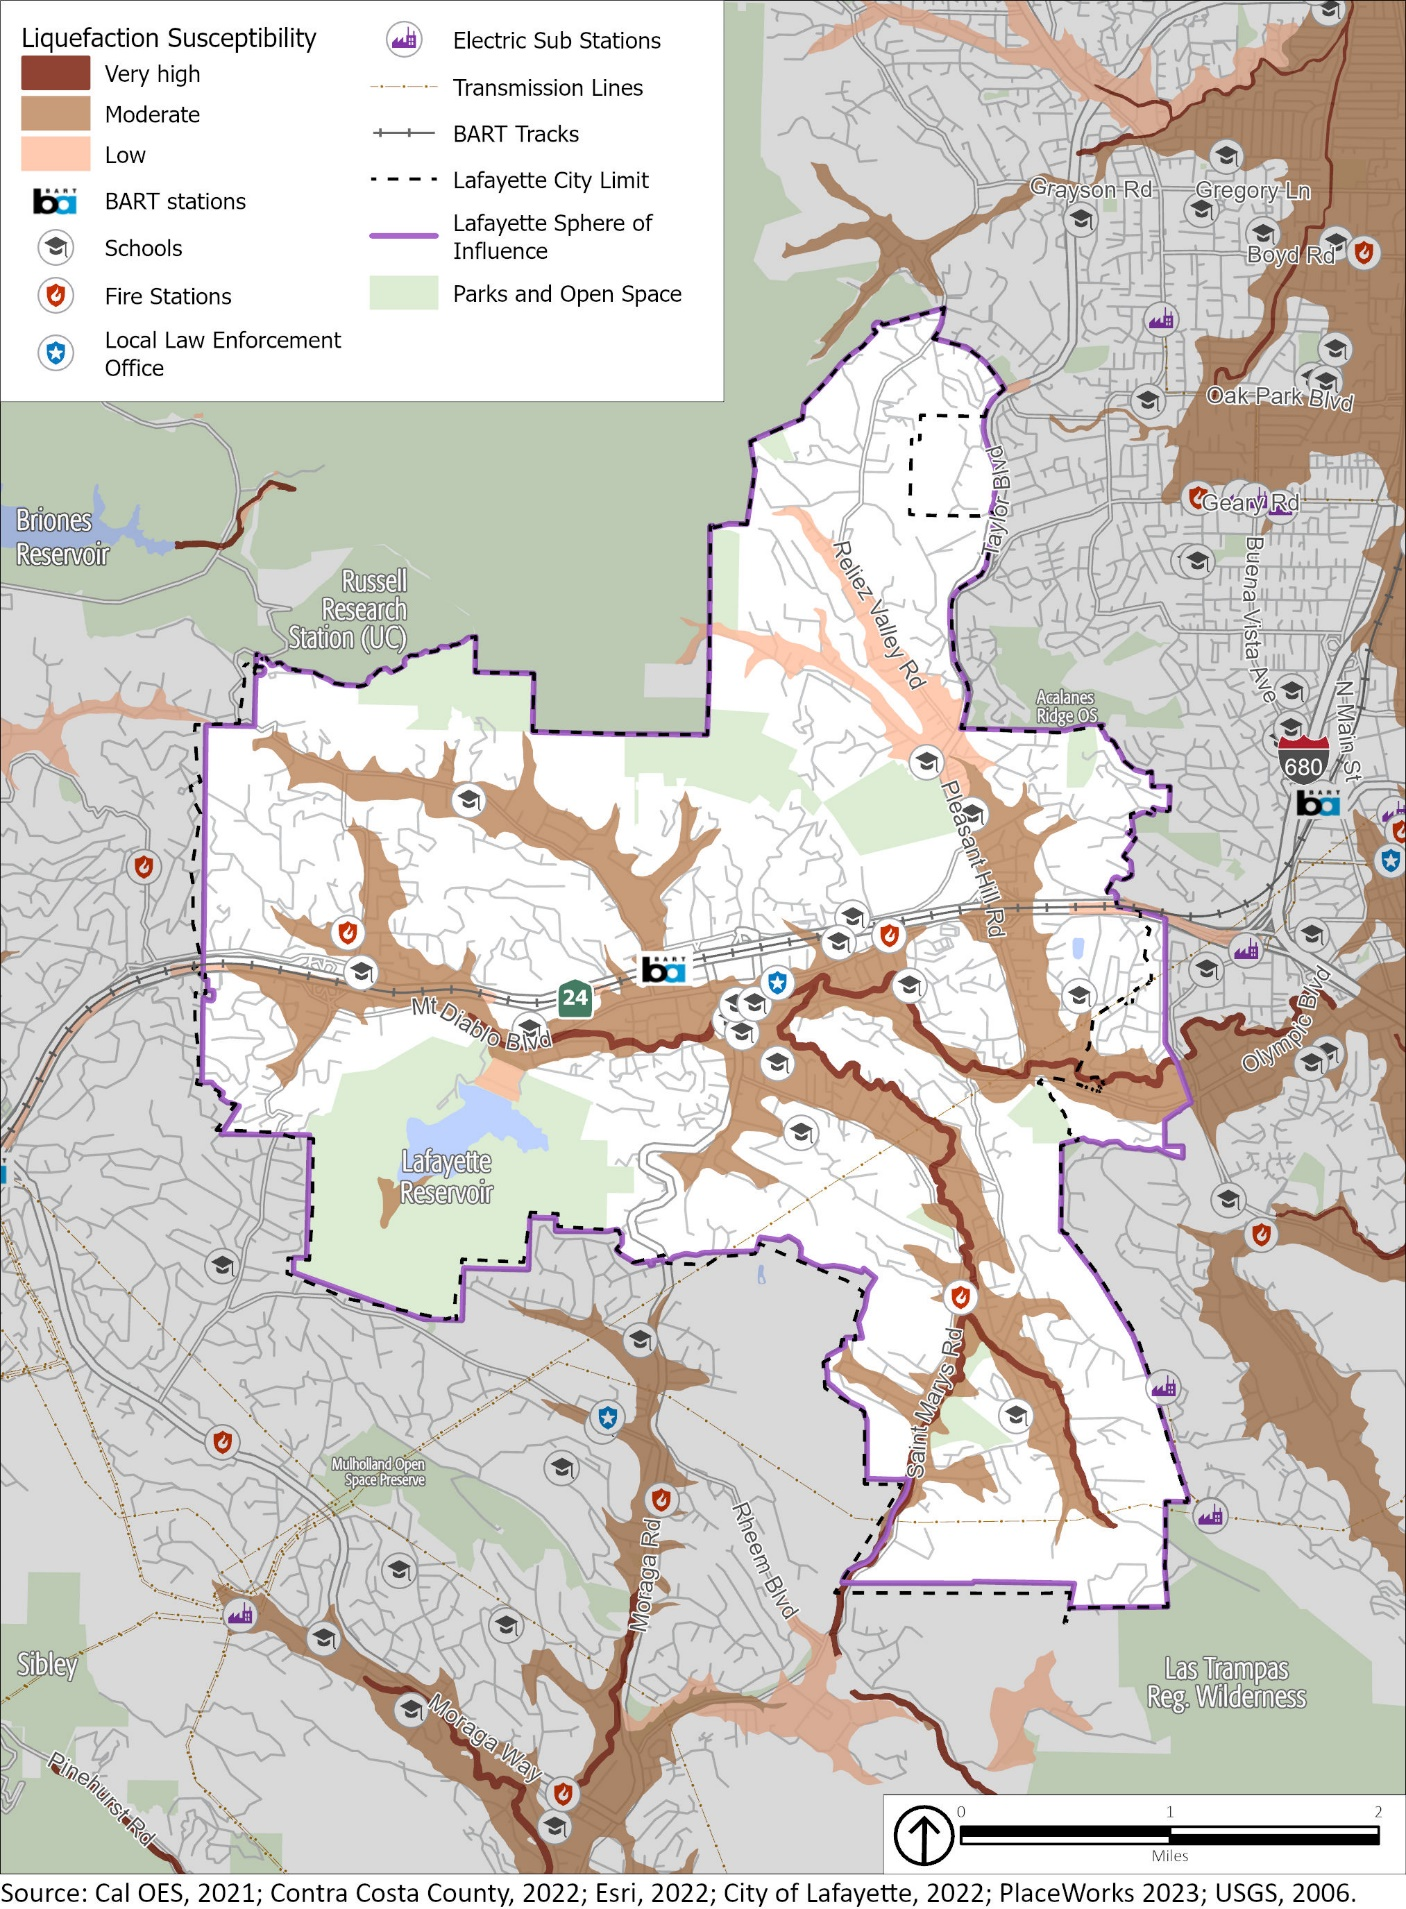 Liquefaction Susceptibility
Very high
Moderate
Low
BART
ba
BART stations
Schools
Fire Stations
Local Law Enforcement
Office
Electric Sub Stations
Transmission Lines
BART Tracks
Lafayette City Limit
Lafayette Sphere of
Influence
Parks and Open Space
Grayson Rd
Gregory Ln
Boyd Rd
Oak Park Blvd
Geary Rd
Taylor Blvd
Buena Vista Ave
N Main St
Briones
Reservoir
Russell
Research
Station (UC)
Reliez Valley Rd
Acalanes
Ridge OS
680
BART
ba
Pleasant Hill Rd
BART
ba
24
Mt Diablo Blvd
Olympic Blvd
Lafayette
Reservoir
Saint Marys Rd
Mulholland Open
Space Preserve
Moraga Rd
Rheem Blvd
Sibley
Las Trampas
Reg. Wilderness
Moraga Way
Pinehurst Rd
0
1
2
Miles
Source: Cal OES, 2021; Contra Costa County, 2022; Esri, 2022; City of Lafayette, 2022; PlaceWorks 2023; USGS, 2006.